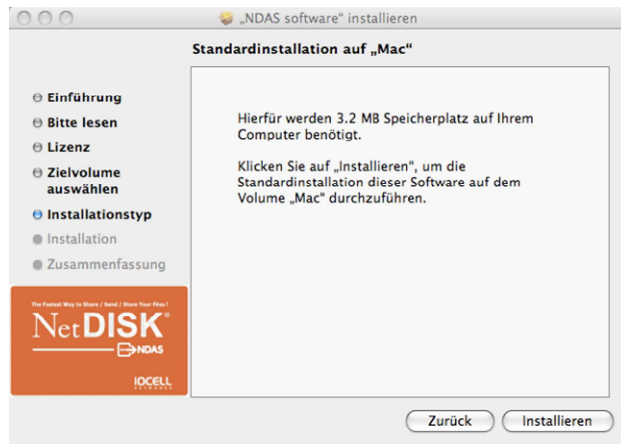 „NDAS software“ installieren
Standardinstallation auf „Mac“
Einführung
Bitte lesen
Lizenz
Zielvolume
auswählen
Installationstyp
Installation
Zusammenfassung
Hierfür werden 3.2 MB Speicherplatz auf Ihrem
Computer benötigt.
Klicken Sie auf „Installieren“, um die
Standardinstallation dieser Software auf dem
Volume „Mac“ durchzuführen.
The Fastest Way to Share / Send / Store Your Files !
NetDISK®
NDAS
IOCELL
NETWORKS
Zurück
Installieren